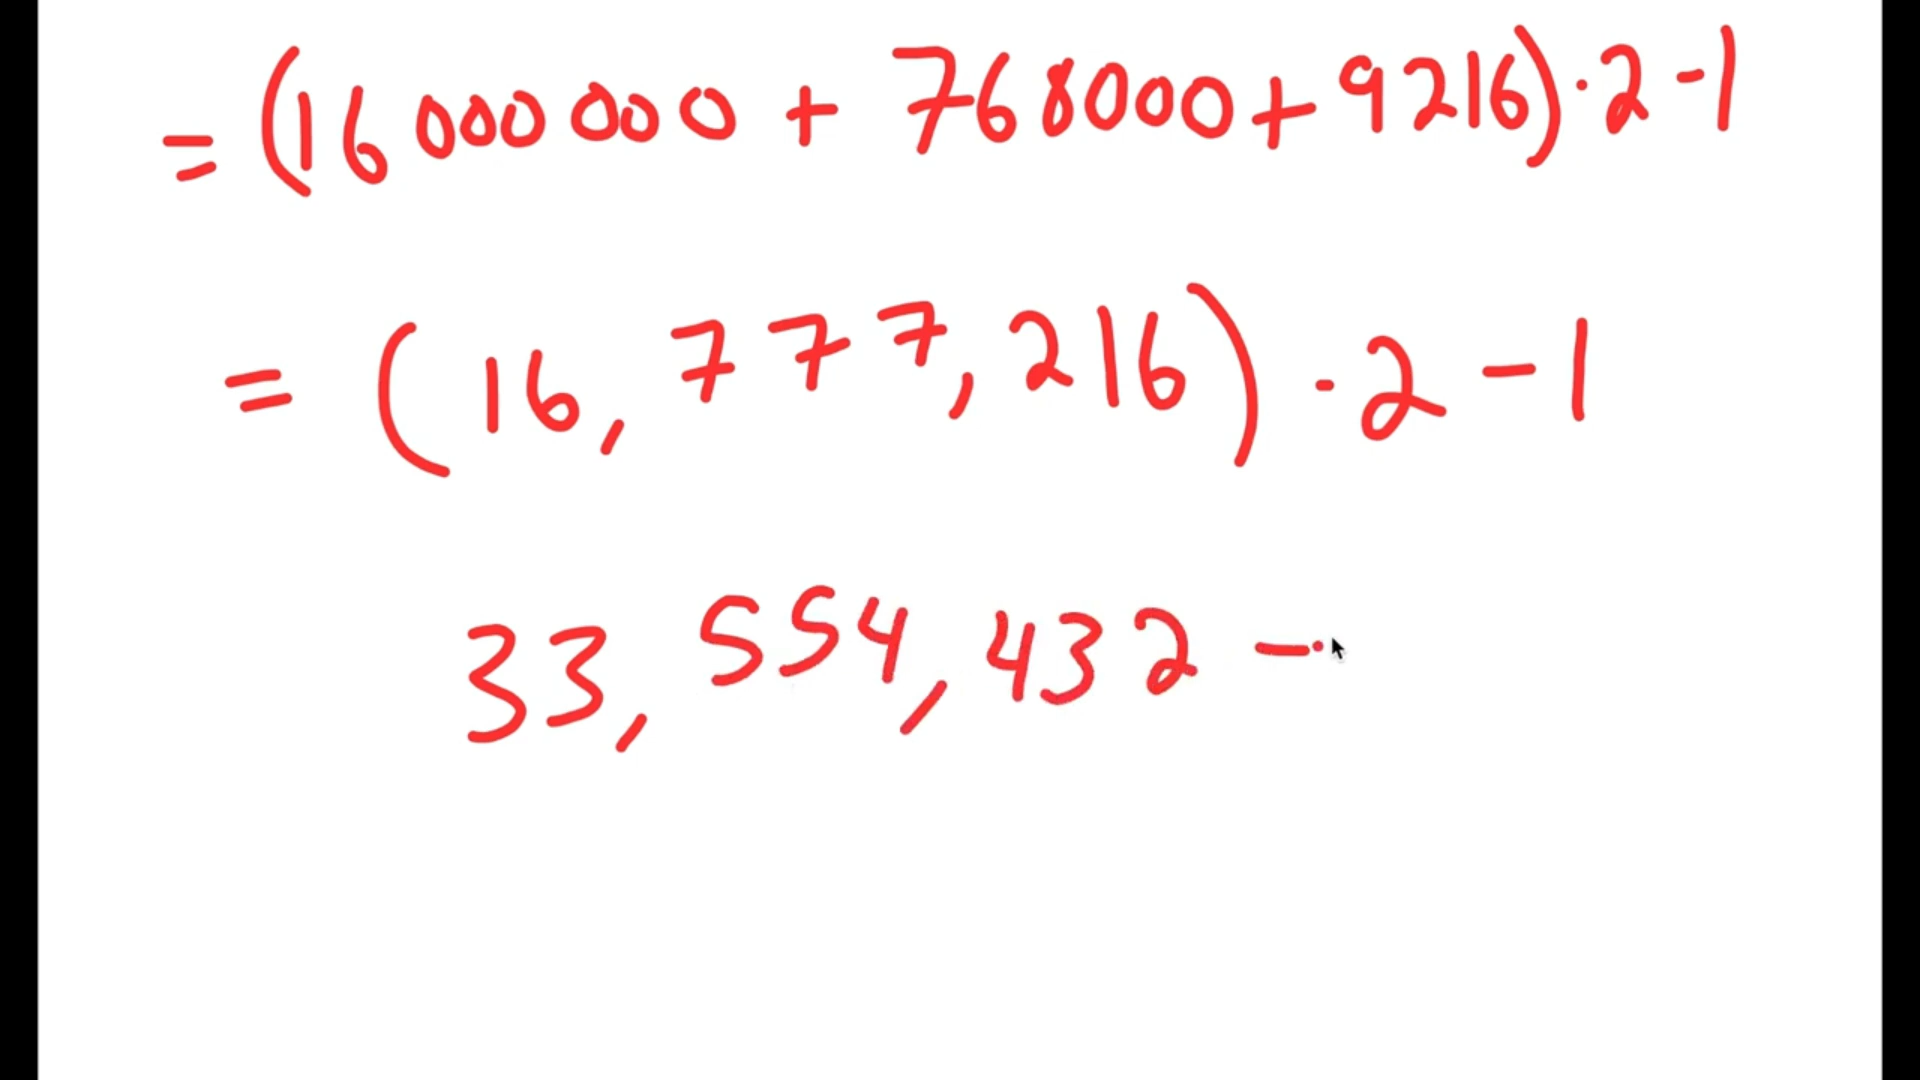 = (16000000 + 768000 + 9216) · 2 - 1
= (16,777,216) · 2 - 1
33,554,432 -